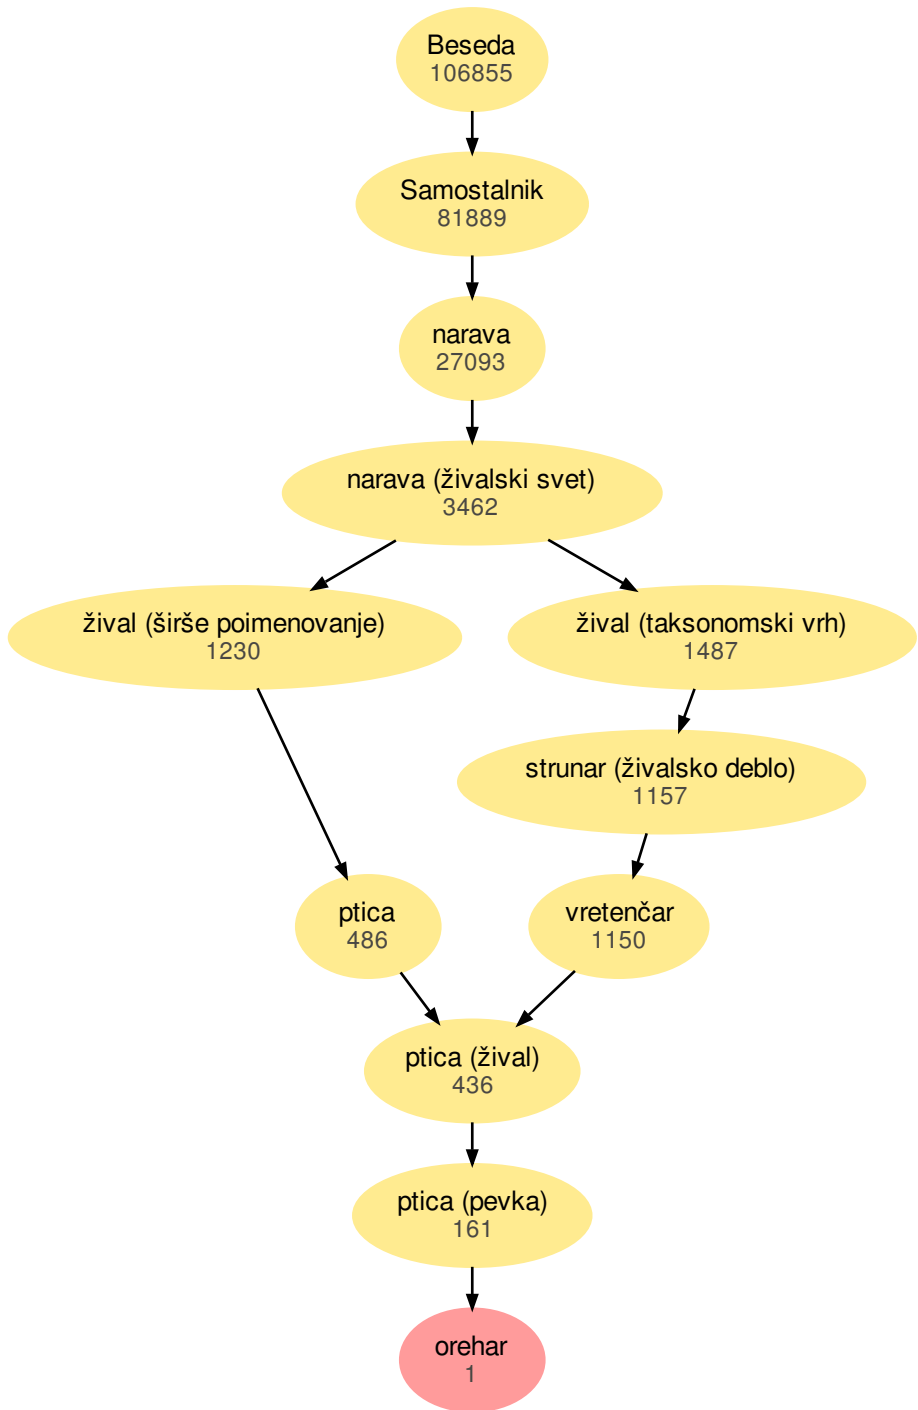 Beseda
106855
Samostalnik
81889
narava
27093
narava (živalski svet)
3462
žival (širše poimenovanje)
1230
žival (taksonomski vrh)
1487
strunar (živalsko deblo)
1157
ptica
486
vretenčar
1150
ptica (žival)
436
ptica (pevka)
161
orehar
1